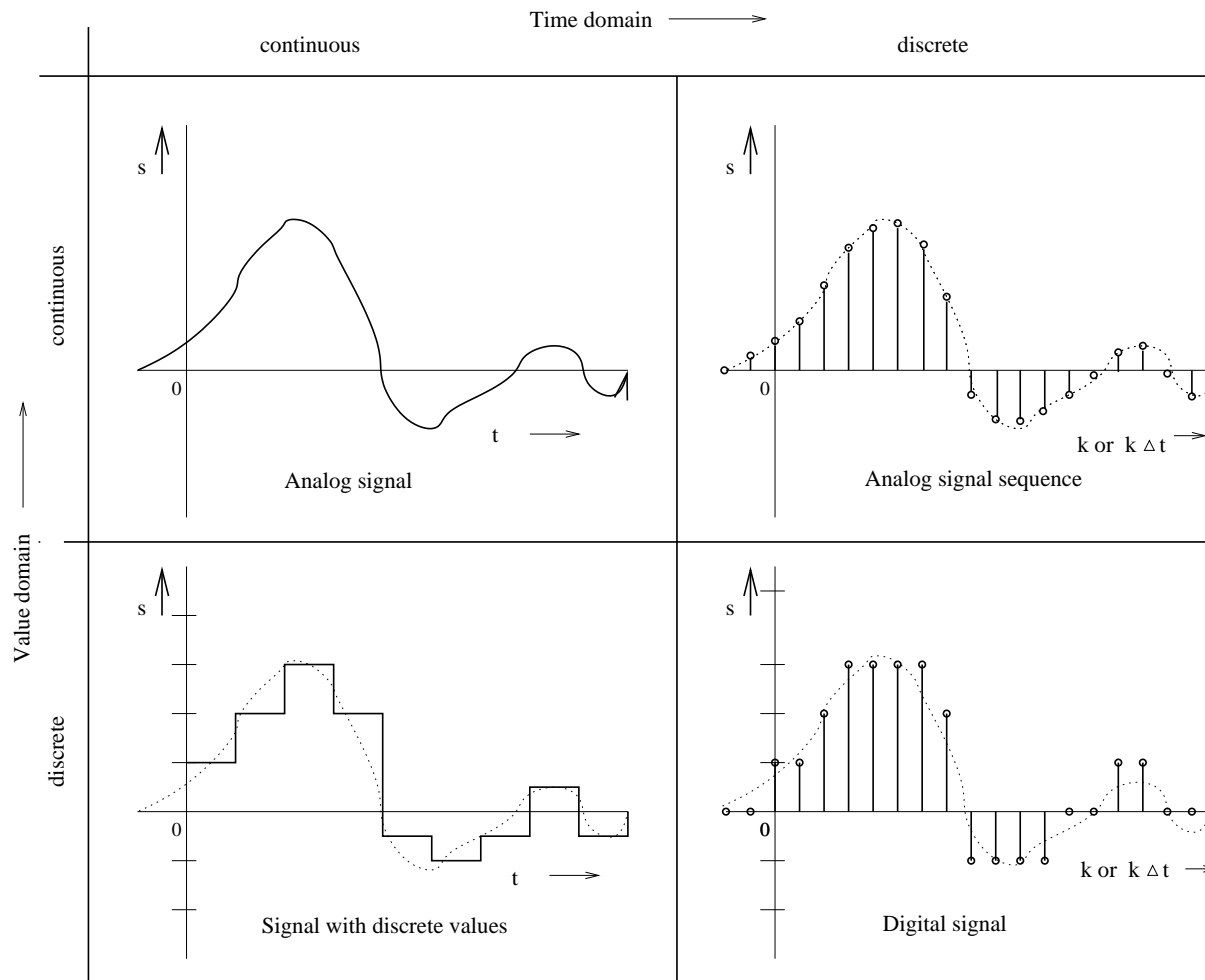 Time domain
continuous discrete
Value domain
continuous
s
0
t
Analog signal
s
0
k or k △ t
Analog signal sequence
discrete
s
0
t
Signal with discrete values
s
0
k or k △ t
Digital signal